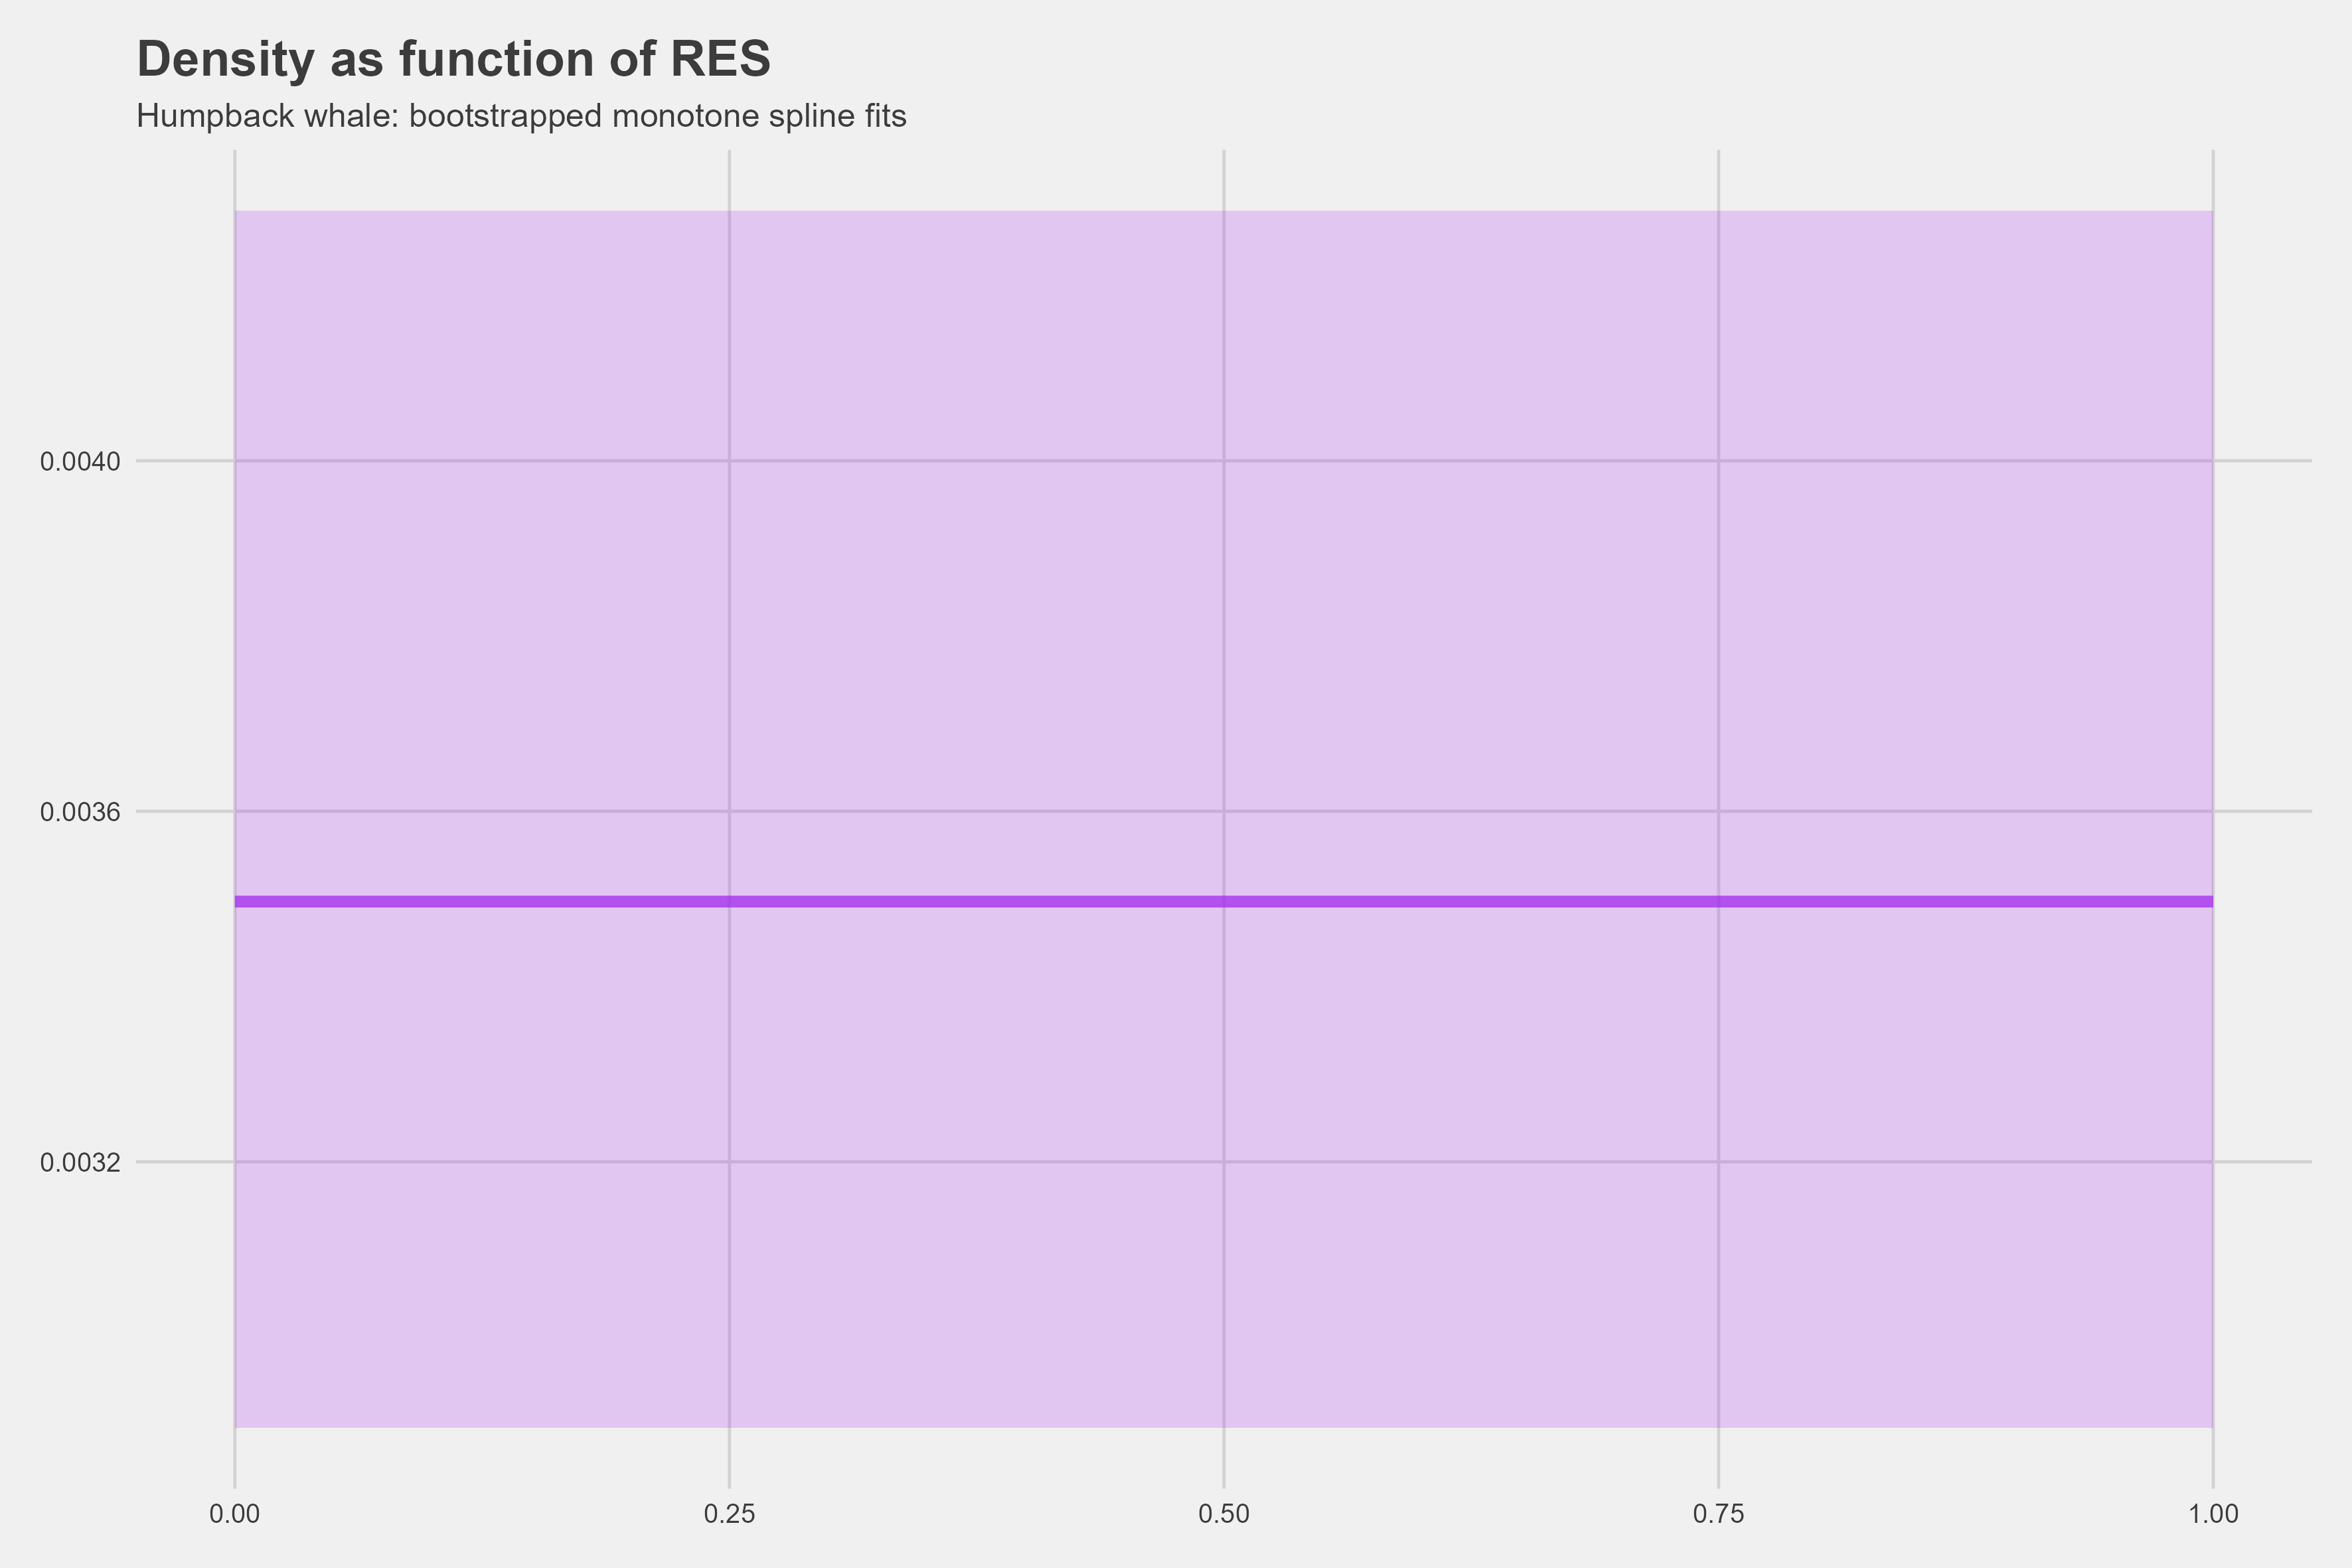 Density as function of RES
Humpback whale: bootstrapped monotone spline fits
0.0040
0.0036
0.0032
0.00 0.25 0.50 0.75 1.00